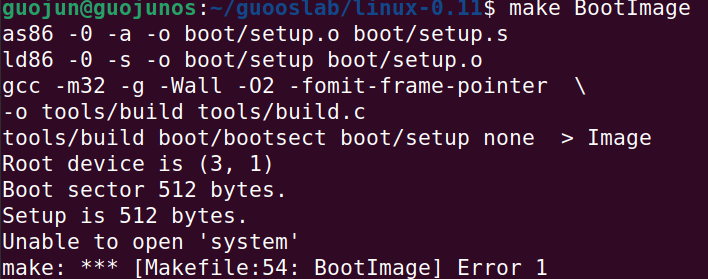 guojun@guojunos:~/guooslab/linux-0.11$ make BootImage
as86 -0 -a -o boot/setup.o boot/setup.s
ld86 -0 -s -o boot/setup boot/setup.o
gcc -m32 -g -Wall -O2 -fomit-frame-pointer  \
-o tools/build tools/build.c
tools/build boot/bootsect boot/setup none  > Image
Root device is (3, 1)
Boot sector 512 bytes.
Setup is 512 bytes.
Unable to open 'system'
make: *** [Makefile:54: BootImage] Error 1